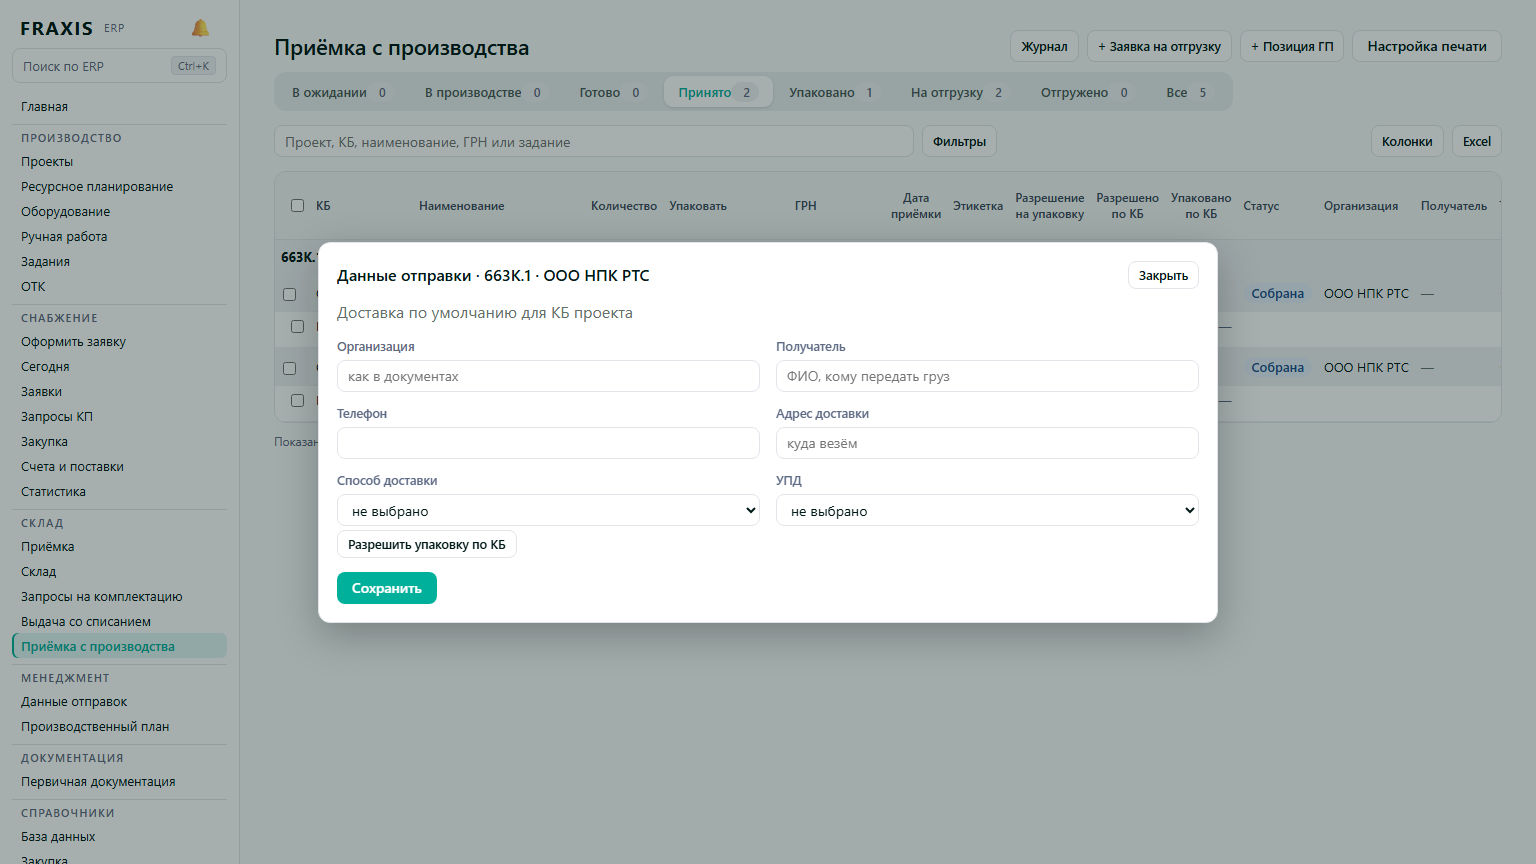 FRAXIS ERP
Поиск по ERP Ctrl+K
Главная
ПРОИЗВОДСТВО
Проекты
Ресурсное планирование
Оборудование
Ручная работа
Задания
ОТК
СНАБЖЕНИЕ
Оформить заявку
Сегодня
Заявки
Запросы КП
Закупка
Счета и поставки
Статистика
СКЛАД
Приёмка
Склад
Запросы на комплектацию
Выдача со списанием
Приёмка с производства
МЕНЕДЖМЕНТ
Данные отправок
Производственный план
ДОКУМЕНТАЦИЯ
Первичная документация
СПРАВОЧНИКИ
База данных
Закупка
Приёмка с производства
Журнал + Заявка на отгрузку + Позиция ГП Настройка печати
В ожидании 0 В производстве 0 Готово 0 Принято 2 Упаковано 1 На отгрузку 2 Отгружено 0 Все 5
Проект, КБ, наименование, ГРН или задание Фильтры Колонки Excel
КБ Наименование Количество Упаковать ГРН Дата приёмки Этикетка Разрешение на упаковку Разрешено по КБ Упаковано по КБ Статус Организация Получатель
663К.
Собрана ООО НПК РТС —
—
Собрана ООО НПК РТС —
—
Показан
Данные отправки · 663К.1 · ООО НПК РТС Закрыть
Доставка по умолчанию для КБ проекта
Организация Получатель
как в документах ФИО, кому передать груз
Телефон Адрес доставки
куда везём
Способ доставки УПД
не выбрано не выбрано
Разрешить упаковку по КБ
Сохранить